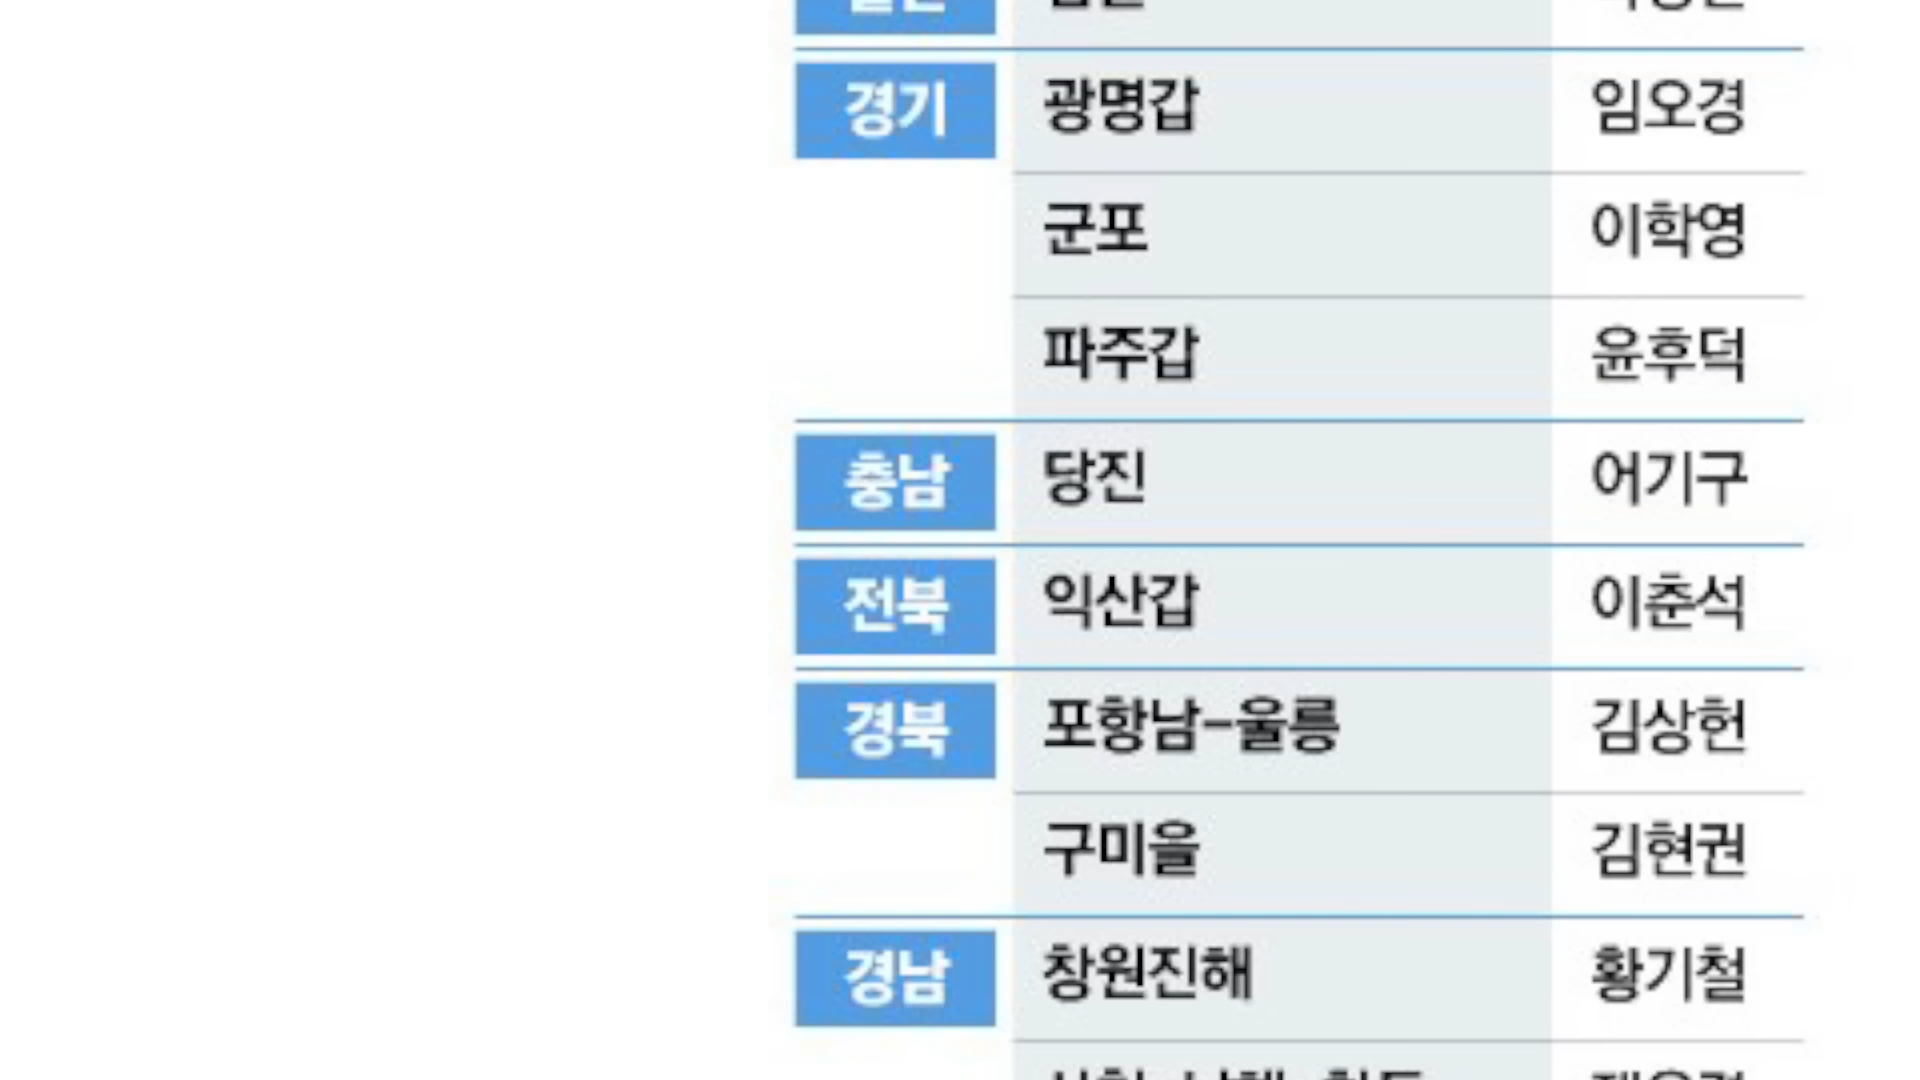 경기 광명갑 임오경
군포 이학영
파주갑 윤후덕
충남 당진 어기구
전북 익산갑 이춘석
경북 포항남-울릉 김상헌
구미을 김현권
경남 창원진해 황기철